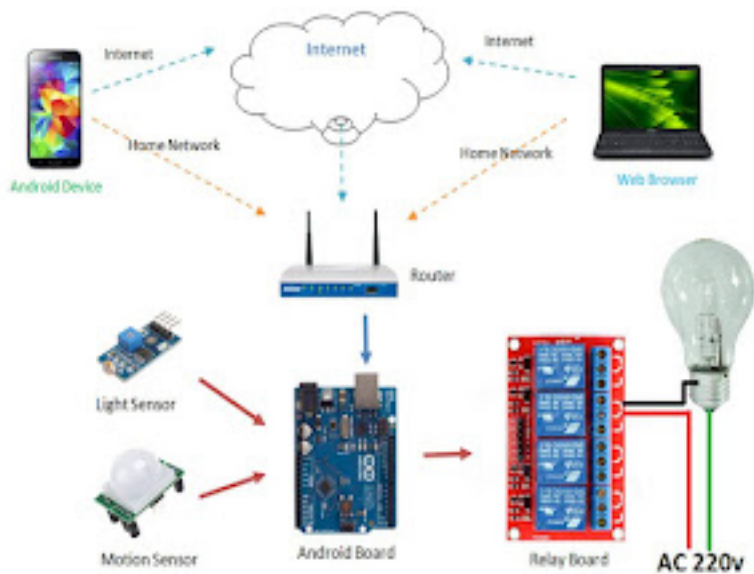 Internet
Internet
Internet
Home Network
Home Network
Android Device
Web Browser
Router
Light Sensor
Motion Sensor
Android Board
Relay Board
AC 220v